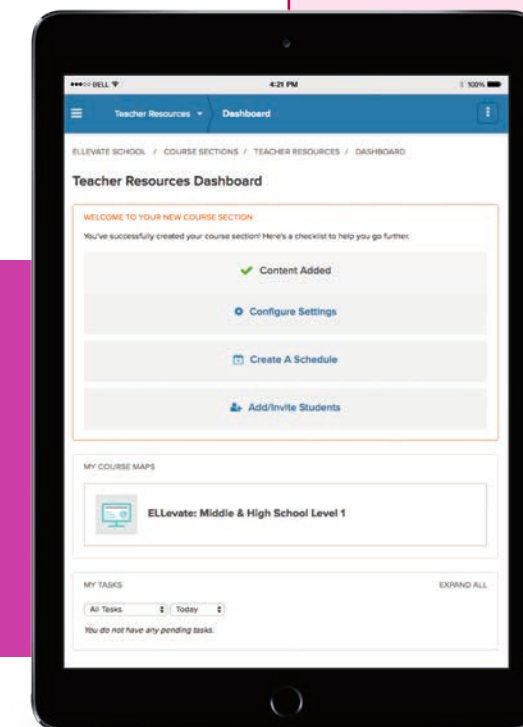 BELL
4:21 PM
100%
Teacher Resources
Dashboard
ELLEVATE SCHOOL / COURSE SECTIONS / TEACHER RESOURCES / DASHBOARD
Teacher Resources Dashboard
WELCOME TO YOUR NEW COURSE SECTION
You've successfully created your course section! Here's a checklist to help you go further.
Content Added
Configure Settings
Create A Schedule
Add/Invite Students
MY COURSE MAPS
ELLevate: Middle & High School Level 1
MY TASKS
EXPAND ALL
All Tasks
Today
You do not have any pending tasks.